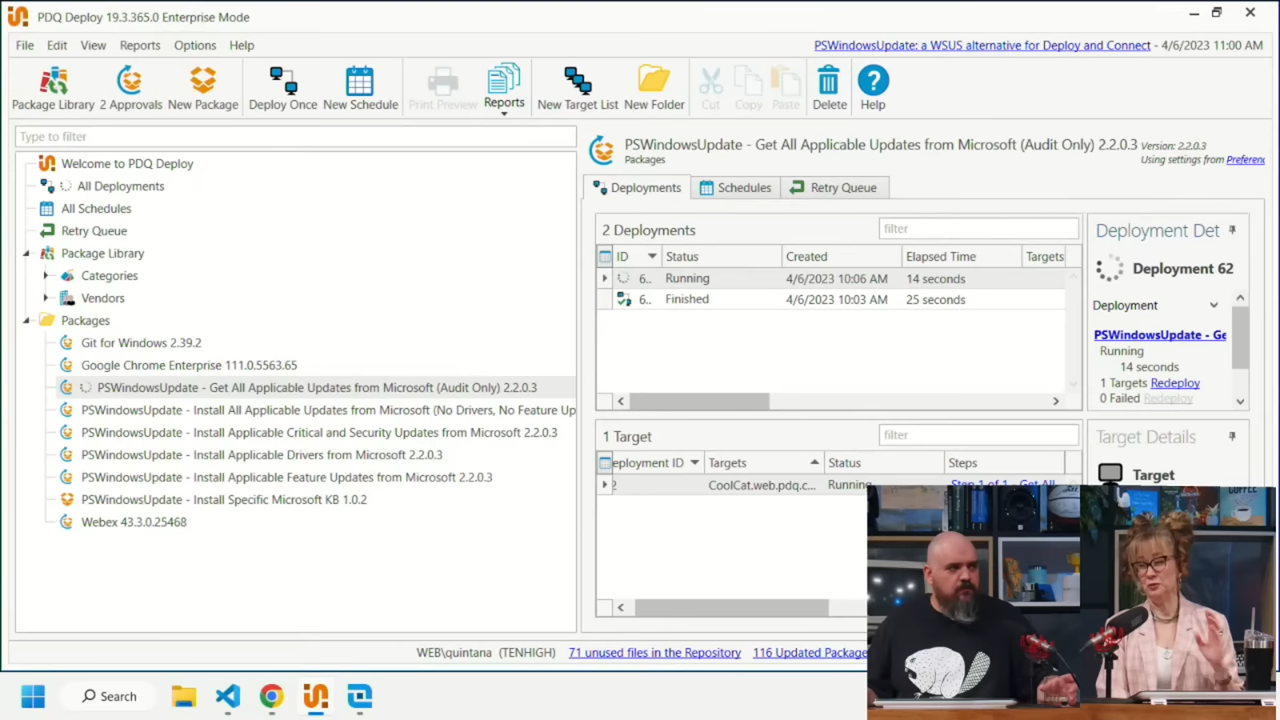 PDQ Deploy 19.3.365.0 Enterprise Mode
File Edit View Reports Options Help
PSWindowsUpdate: a WSUS alternative for Deploy and Connect - 4/6/2023 11:00 AM
Package Library 2 Approvals New Package Deploy Once New Schedule Print Preview Reports New Target List New Folder Cut Copy Paste Delete Help
Type to filter
Welcome to PDQ Deploy
All Deployments
All Schedules
Retry Queue
Package Library
Categories
Vendors
Packages
Git for Windows 2.39.2
Google Chrome Enterprise 111.0.5563.65
PSWindowsUpdate - Get All Applicable Updates from Microsoft (Audit Only) 2.2.0.3
PSWindowsUpdate - Install All Applicable Updates from Microsoft (No Drivers, No Feature Up
PSWindowsUpdate - Install Applicable Critical and Security Updates from Microsoft 2.2.0.3
PSWindowsUpdate - Install Applicable Drivers from Microsoft 2.2.0.3
PSWindowsUpdate - Install Applicable Feature Updates from Microsoft 2.2.0.3
PSWindowsUpdate - Install Specific Microsoft KB 1.0.2
Webex 43.3.0.25468
PSWindowsUpdate - Get All Applicable Updates from Microsoft (Audit Only) 2.2.0.3 Version: 2.2.0.3
Packages
Using settings from Preferenc
Deployments Schedules Retry Queue
2 Deployments filter
ID Status Created Elapsed Time Targets
6.. Running 4/6/2023 10:06 AM 14 seconds
6.. Finished 4/6/2023 10:03 AM 25 seconds
1 Target filter
eployment ID Targets Status Steps
2 CoolCat.web.pdq.c... Running Step 1 of 1 - Get All
Deployment Det
Deployment 62
Deployment
PSWindowsUpdate - Ge
Running
14 seconds
1 Targets Redeploy
0 Failed Redeploy
Target Details
Target
COFFEE
WEB\quintana (TENHIGH) 71 unused files in the Repository 116 Updated Package
Search